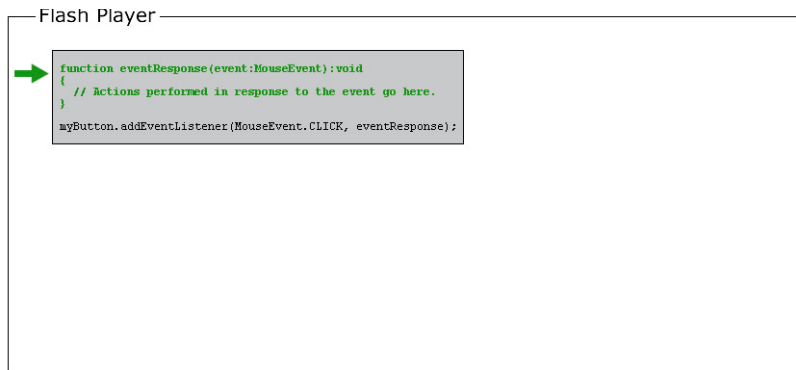 Flash Player
function eventResponse(event:MouseEvent):void
{
// Actions performed in response to the event go here.
}
myButton.addEventListener(MouseEvent.CLICK, eventResponse);